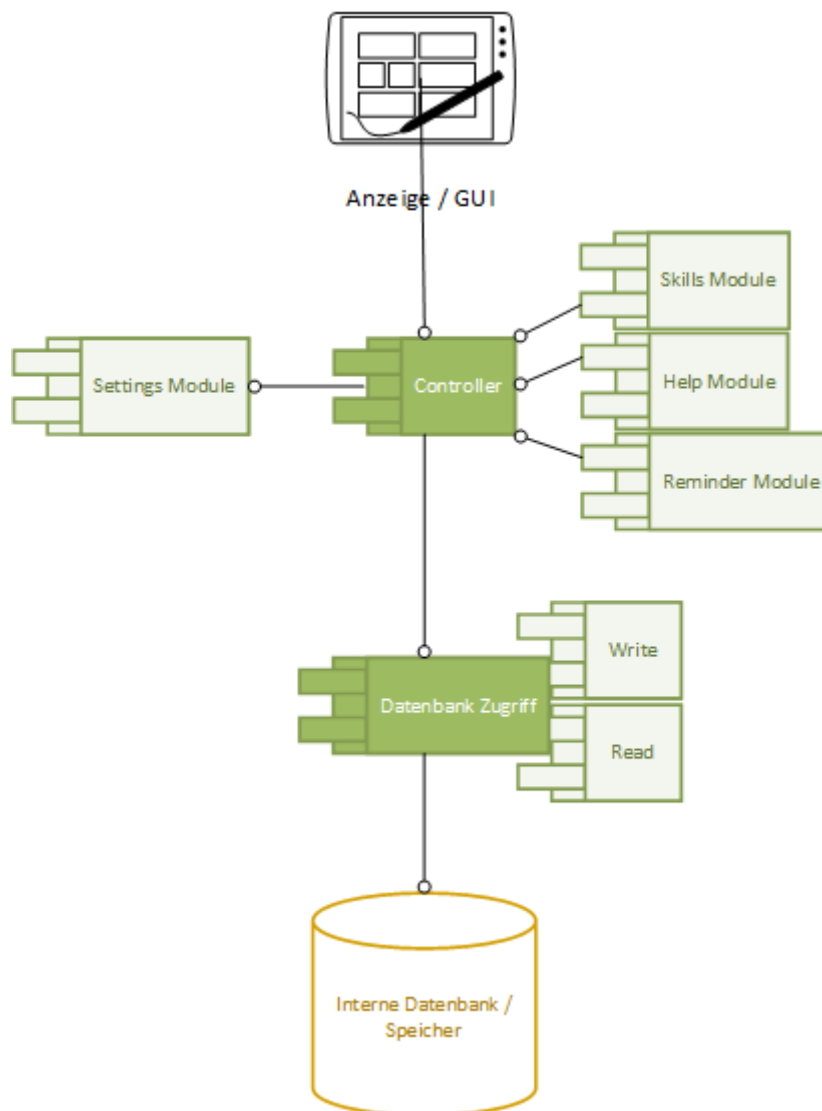 Anzeige / GUI
Skills Module
Settings Module
Controller
Help Module
Reminder Module
Write
Datenbank Zugriff
Read
Interne Datenbank /
Speicher